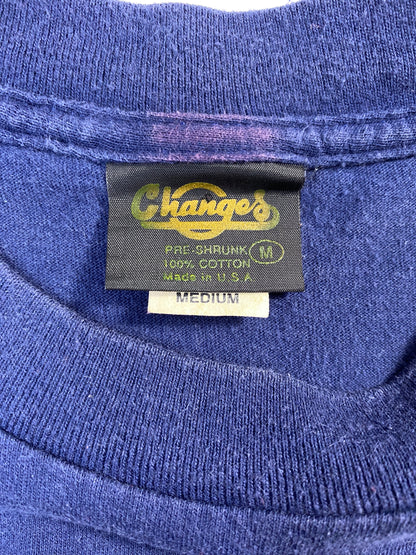 Changes
PRE-SHRUNK M
100% COTTON
Made in U.S.A
MEDIUM